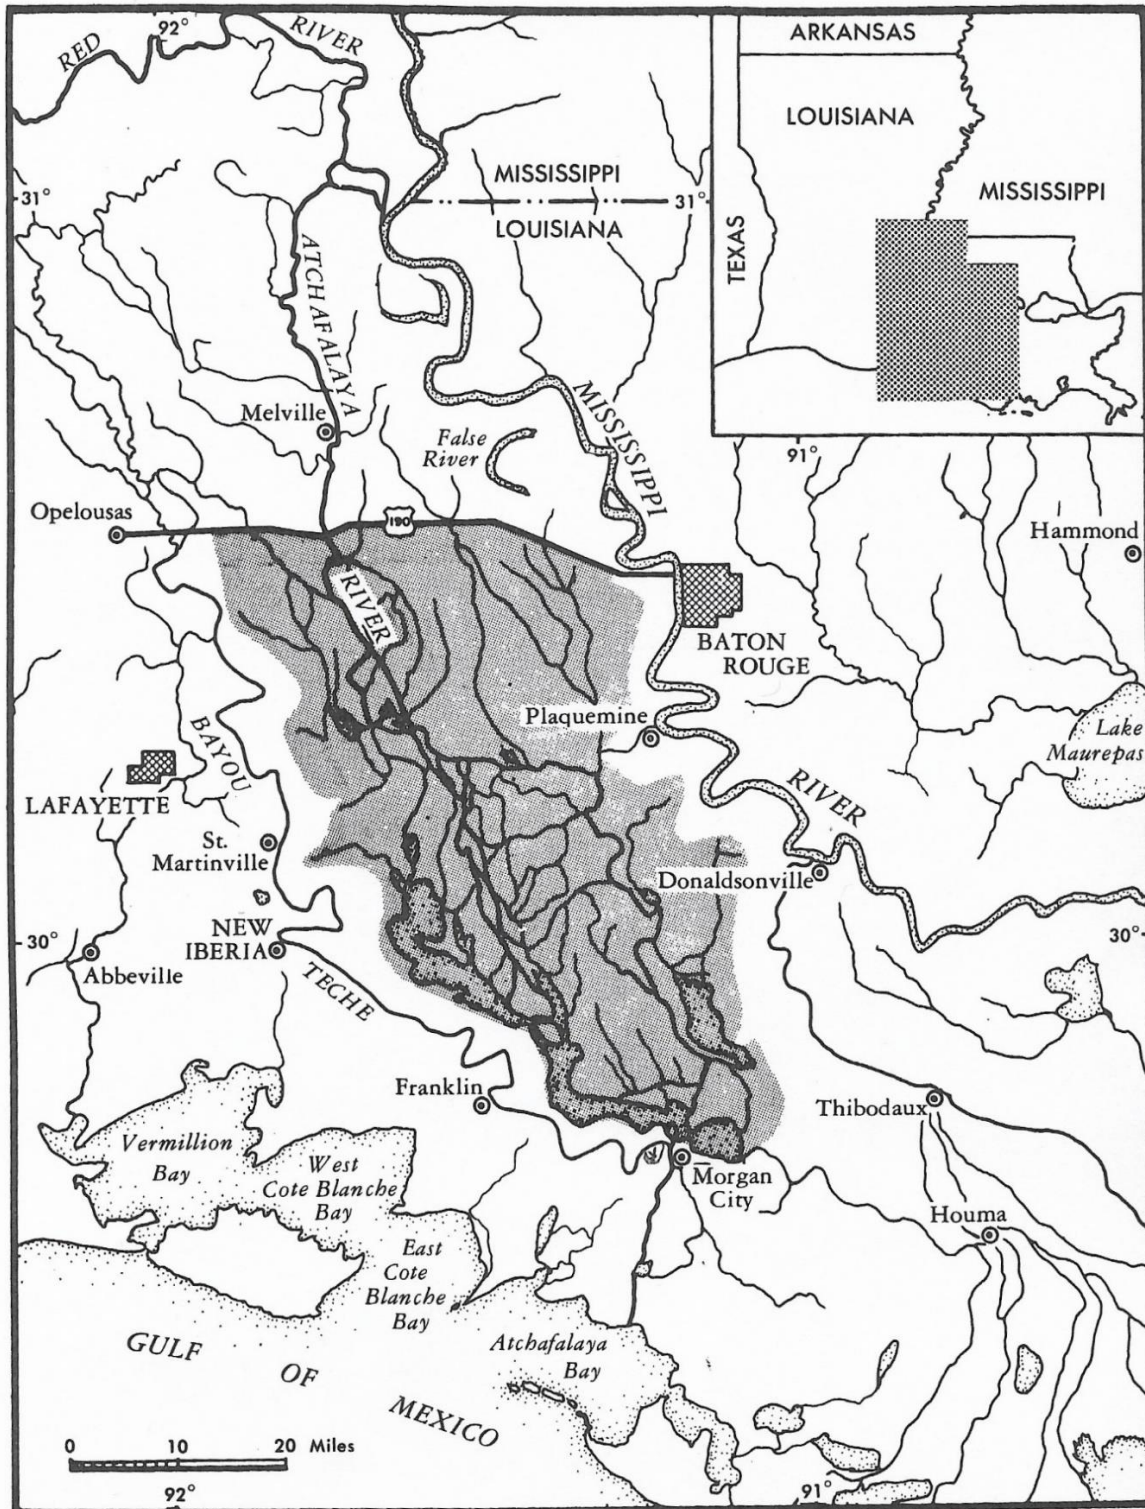 92°
RED
RIVER
ARKANSAS
LOUISIANA
MISSISSIPPI
TEXAS
31°
MISSISSIPPI
LOUISIANA
31°
ATCHAFALAYA
Melville
False
River
MISSISSIPPI
91°
Opelousas
190
Hammond
RIVER
BATON
ROUGE
Plaquemine
Lake
Maurepas
BAYOU
LAFAYETTE
RIVER
St.
Martinville
Donaldsonville
NEW
IBERIA
30°
30°
Abbeville
TECHE
Franklin
Thibodaux
Vermillion
Bay
West
Cote Blanche
Bay
Morgan
City
Houma
East
Cote
Blanche
Bay
Atchafalaya
Bay
GULF
OF
MEXICO
0 10 20 Miles
92°
91°